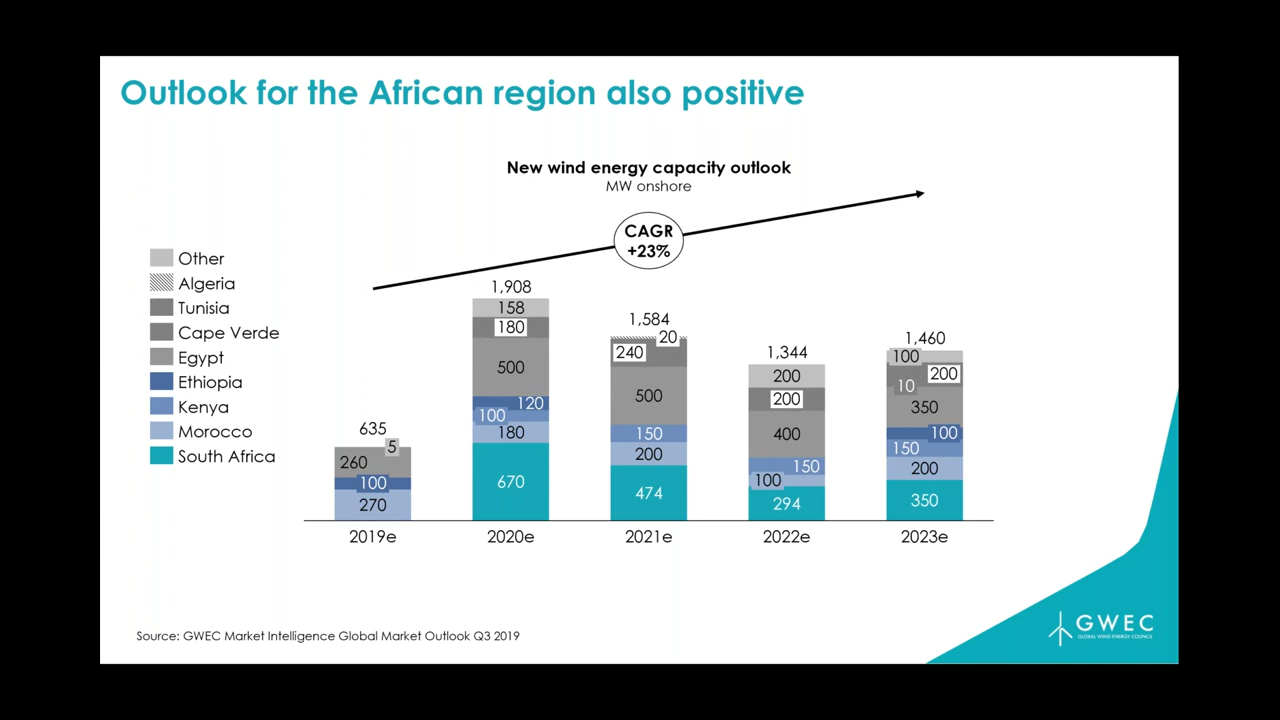 Outlook for the African region also positive
New wind energy capacity outlook
MW onshore
CAGR
+23%
Other
Algeria
Tunisia
Cape Verde
Egypt
Ethiopia
Kenya
Morocco
South Africa
635
5
260
100
270
2019e
1,908
158
180
500
120
100
180
670
2020e
1,584
20
240
500
150
200
474
2021e
1,344
200
200
400
150
100
294
2022e
1,460
100
200
10
350
100
150
200
350
2023e
Source: GWEC Market Intelligence Global Market Outlook Q3 2019
GWEC
GLOBAL WIND ENERGY COUNCIL